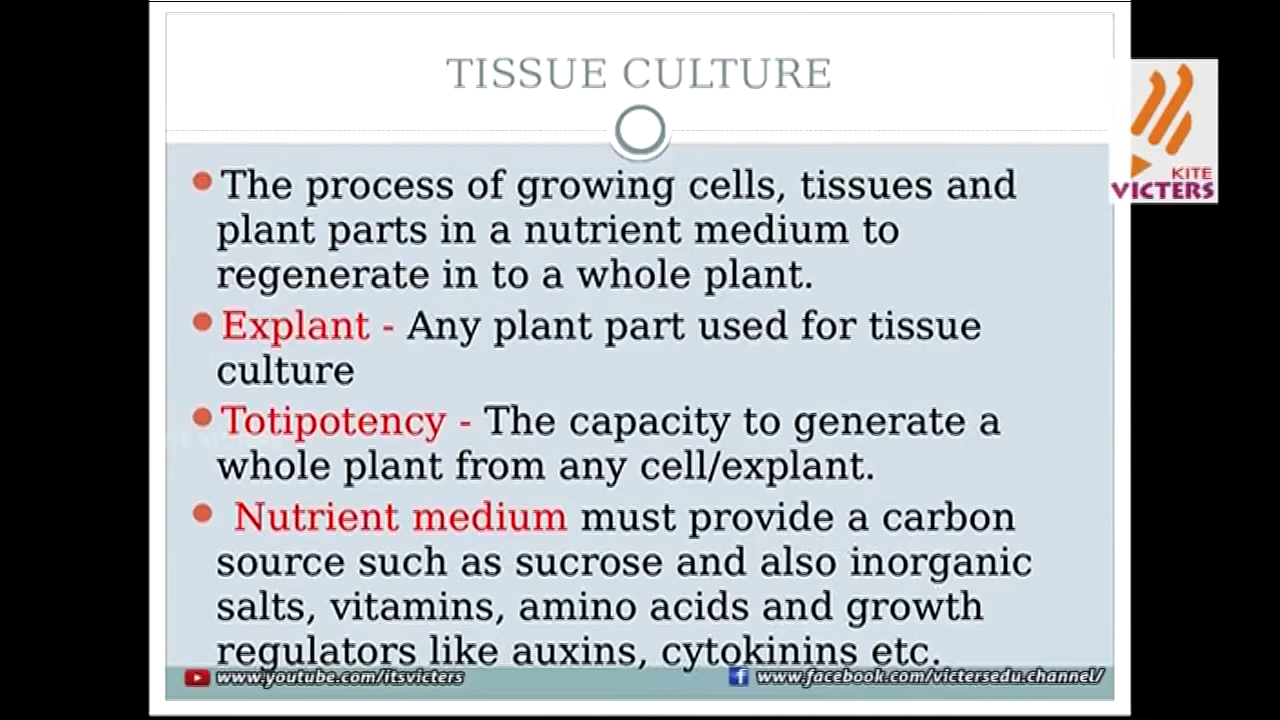 TISSUE CULTURE
KITE
VICTERS
The process of growing cells, tissues and
plant parts in a nutrient medium to
regenerate in to a whole plant.
Explant - Any plant part used for tissue
culture
Totipotency - The capacity to generate a
whole plant from any cell/explant.
Nutrient medium must provide a carbon
source such as sucrose and also inorganic
salts, vitamins, amino acids and growth
regulators like auxins, cytokinins etc.
www.youtube.com/itsvicters
www.facebook.com/victersedu.channel/